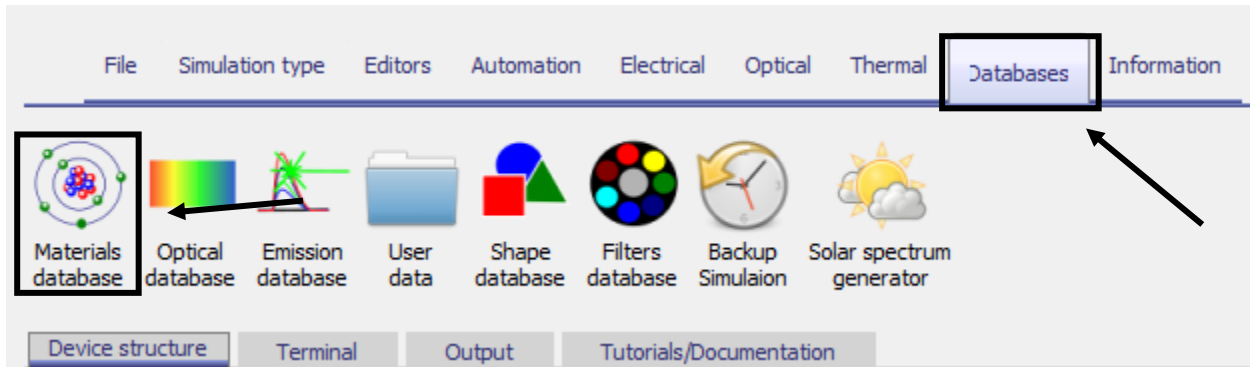 File Simulation type Editors Automation Electrical Optical Thermal Databases Information
Materials database
Optical database
Emission database
User data
Shape database
Filters database
Backup Simulaion
Solar spectrum generator
Device structure Terminal Output Tutorials/Documentation